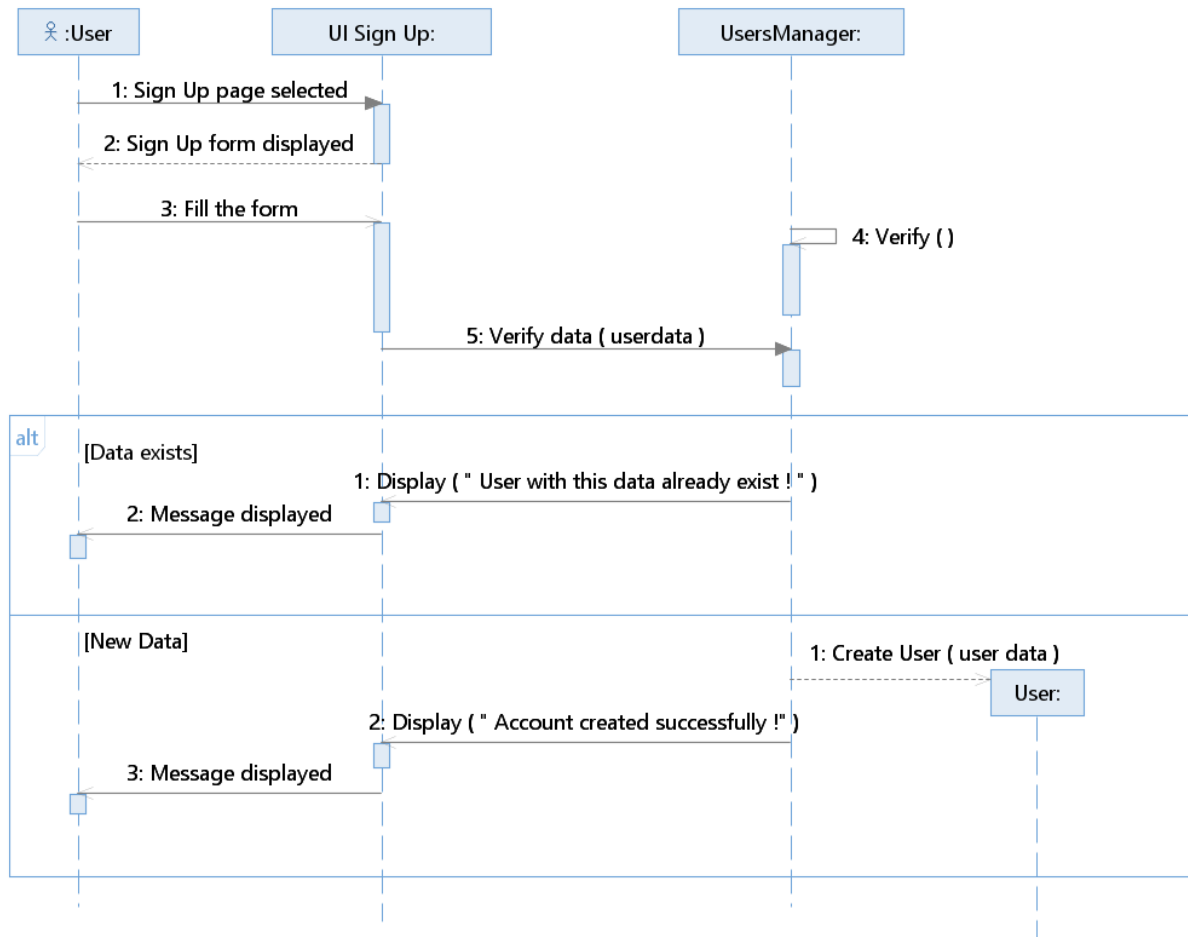 :User
UI Sign Up:
UsersManager:
1: Sign Up page selected
2: Sign Up form displayed
3: Fill the form
4: Verify ( )
5: Verify data ( userdata )
alt
[Data exists]
1: Display ( " User with this data already exist ! " )
2: Message displayed
[New Data]
1: Create User ( user data )
User:
2: Display ( " Account created successfully !" )
3: Message displayed